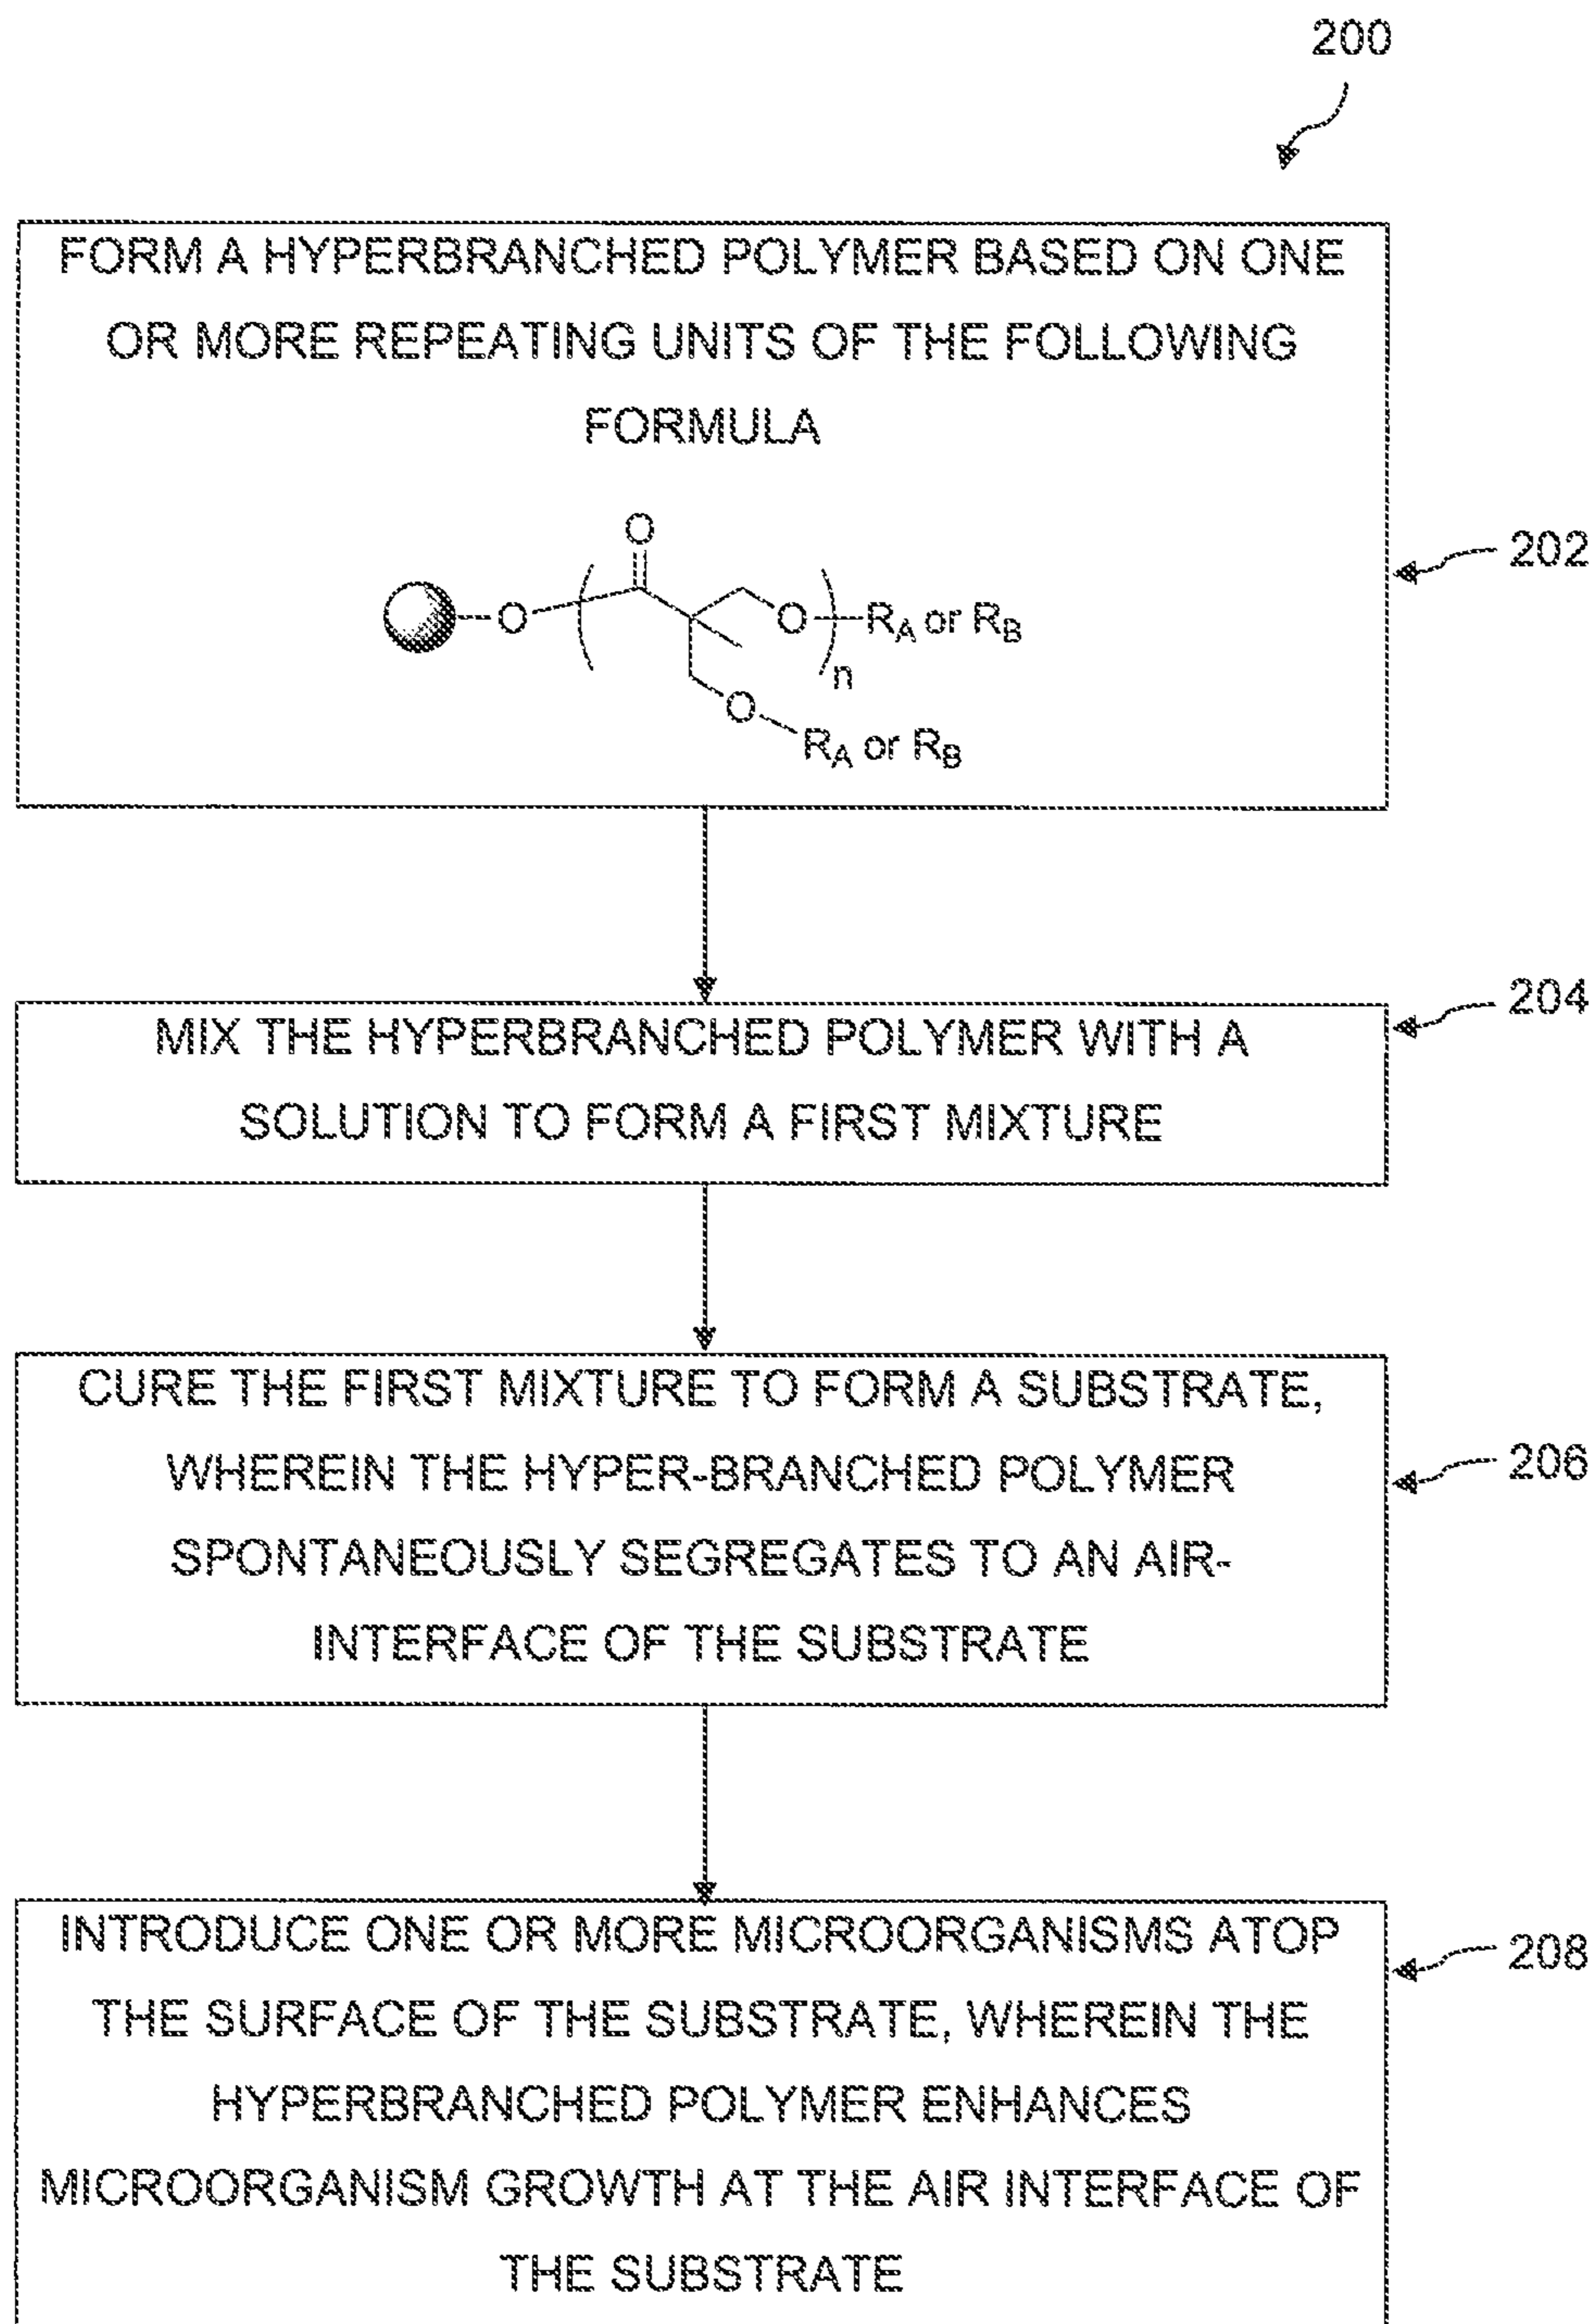 200
FORM A HYPERBRANCHED POLYMER BASED ON ONE
OR MORE REPEATING UNITS OF THE FOLLOWING
FORMULA
O
O
O
n
R_A or R_B
O
R_A or R_B
202
MIX THE HYPERBRANCHED POLYMER WITH A
SOLUTION TO FORM A FIRST MIXTURE
204
CURE THE FIRST MIXTURE TO FORM A SUBSTRATE,
WHEREIN THE HYPER-BRANCHED POLYMER
SPONTANEOUSLY SEGREGATES TO AN AIR-
INTERFACE OF THE SUBSTRATE
206
INTRODUCE ONE OR MORE MICROORGANISMS ATOP
THE SURFACE OF THE SUBSTRATE, WHEREIN THE
HYPERBRANCHED POLYMER ENHANCES
MICROORGANISM GROWTH AT THE AIR INTERFACE OF
THE SUBSTRATE
208